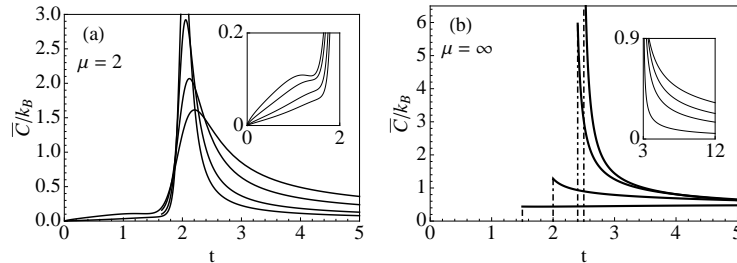 (a)
μ = 2
C̅/k_B
3.0
2.5
2.0
1.5
1.0
0.5
0.0
0 1 2 3 4 5
t
0.2
0
0 2
(b)
μ = ∞
C̅/k_B
6
5
4
3
2
1
0
0 1 2 3 4 5
t
0.9
0
3 12